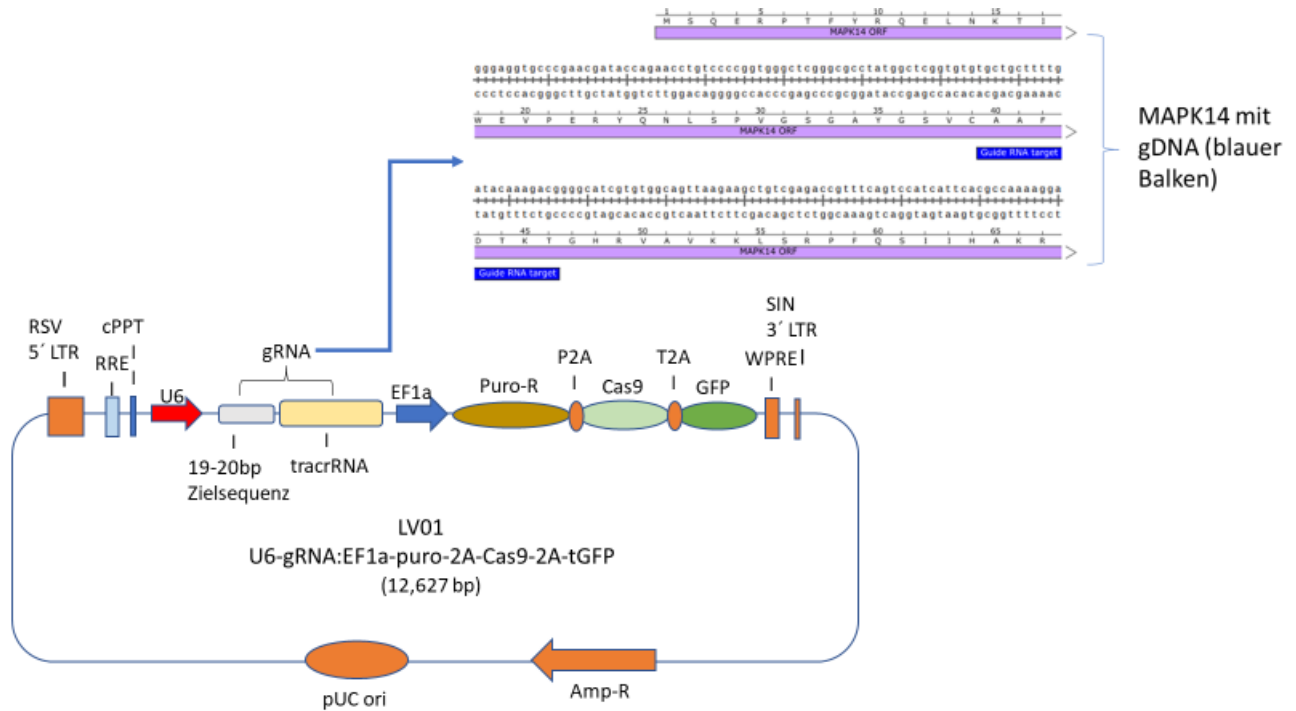 1 5 10 15
M S Q E R P T F Y R Q E L N K T I
MAPK14 ORF
gggaggtgcccgaacgataccagaacctgtccccggtgggctcgggcgcctatggctcggtgtgtgctgcttttg
ccctccacgggcttgctatggtcttggacaggggccacccgagcccgcggataccgagccacacacgacgaaaac
20 25 30 35 40
W E V P E R Y Q N L S P V G S G A Y G S V C A A F
MAPK14 ORF
Guide RNA target
atacaaagacggggcatcgtgtggcagttaagaagctgtcgagaccgtttcagtccatcattcacgccaaaagga
tatgtttctgccccgtagcacaccgtcaattcttcgacagctctggcaaagtcaggtagtaagtgcggttttcct
45 50 55 60 65
D T K T G H R V A V K K L S R P F Q S I I H A K R
MAPK14 ORF
Guide RNA target
MAPK14 mit
gDNA (blauer
Balken)
RSV
5´ LTR
RRE
cPPT
U6
gRNA
EF1a
Puro-R
P2A
Cas9
T2A
GFP
WPRE
SIN
3´ LTR
19-20bp
Zielsequenz
tracrRNA
LV01
U6-gRNA:EF1a-puro-2A-Cas9-2A-tGFP
(12,627 bp)
pUC ori
Amp-R